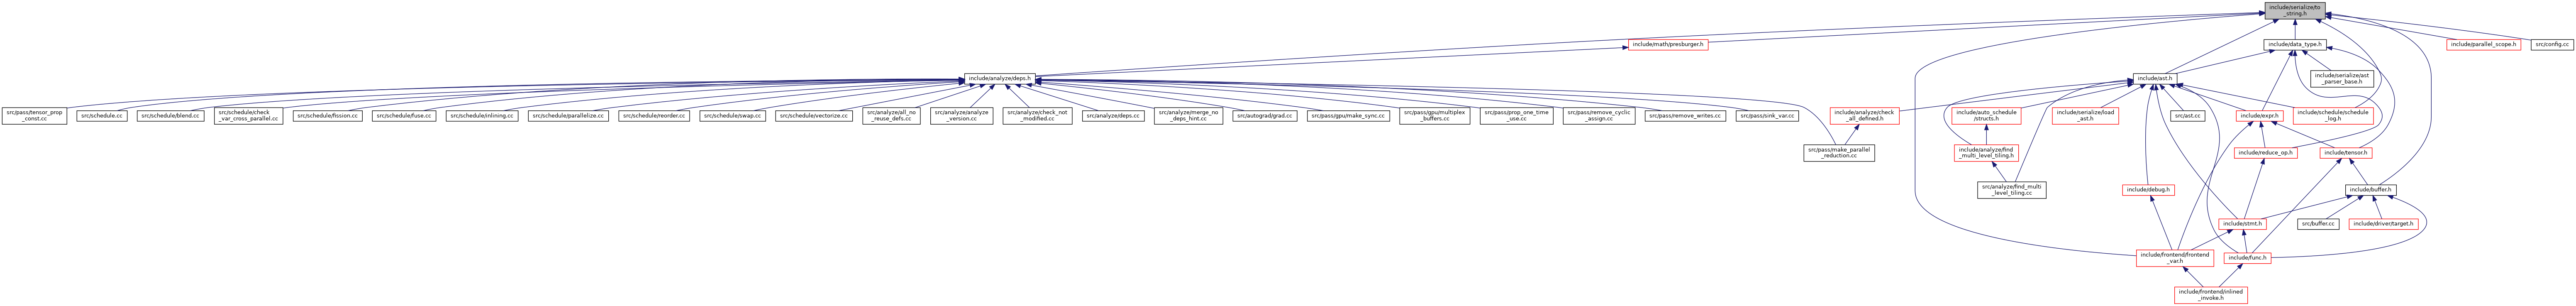 include/serialize/to
_string.h
include/math/presburger.h
include/data_type.h
include/parallel_scope.h
src/config.cc
include/analyze/deps.h
include/ast.h
include/serialize/ast
_parser_base.h
src/pass/tensor_prop
_const.cc
src/schedule.cc
src/schedule/blend.cc
src/schedule/check
_var_cross_parallel.cc
src/schedule/fission.cc
src/schedule/fuse.cc
src/schedule/inlining.cc
src/schedule/parallelize.cc
src/schedule/reorder.cc
src/schedule/swap.cc
src/schedule/vectorize.cc
src/analyze/all_no
_reuse_defs.cc
src/analyze/analyze
_version.cc
src/analyze/check_not
_modified.cc
src/analyze/deps.cc
src/analyze/merge_no
_deps_hint.cc
src/autograd/grad.cc
src/pass/gpu/make_sync.cc
src/pass/gpu/multiplex
_buffers.cc
src/pass/prop_one_time
_use.cc
src/pass/remove_cyclic
_assign.cc
src/pass/remove_writes.cc
src/pass/sink_var.cc
include/analyze/check
_all_defined.h
include/auto_schedule
/structs.h
include/serialize/load
_ast.h
src/ast.cc
include/expr.h
include/schedule/schedule
_log.h
src/pass/make_parallel
_reduction.cc
include/analyze/find
_multi_level_tiling.h
include/reduce_op.h
include/tensor.h
src/analyze/find_multi
_level_tiling.cc
include/debug.h
include/buffer.h
include/stmt.h
src/buffer.cc
include/driver/target.h
include/frontend/frontend
_var.h
include/func.h
include/frontend/inlined
_invoke.h